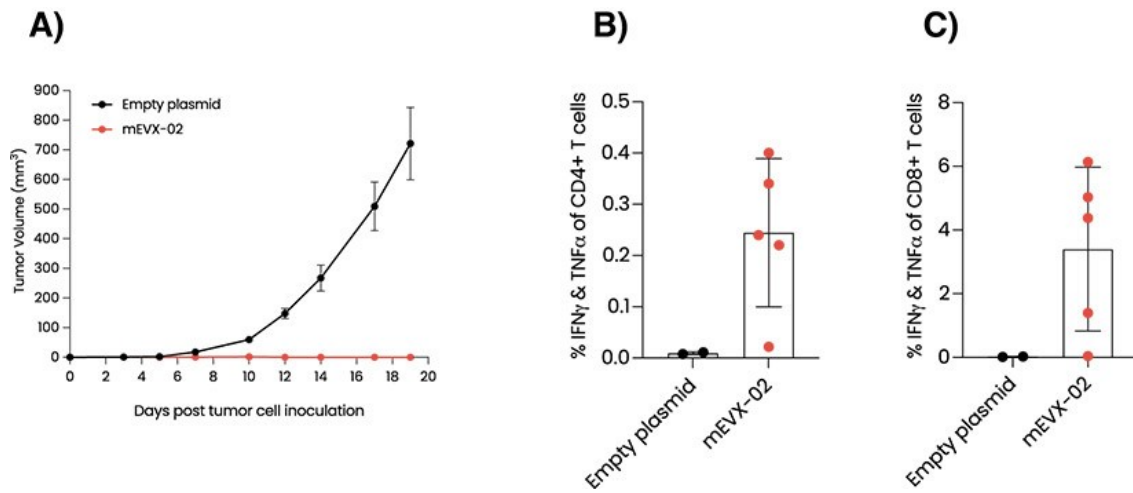 A)
Tumor Volume (mm³)
900
800
700
600
500
400
300
200
100
0
Empty plasmid
mEVX-02
0 2 4 6 8 10 12 14 16 18 20
Days post tumor cell inoculation
B)
% IFNγ & TNFα of CD4+ T cells
0.5
0.4
0.3
0.2
0.1
0.0
Empty plasmid
mEVX-02
C)
% IFNγ & TNFα of CD8+ T cells
8
6
4
2
0
Empty plasmid
mEVX-02